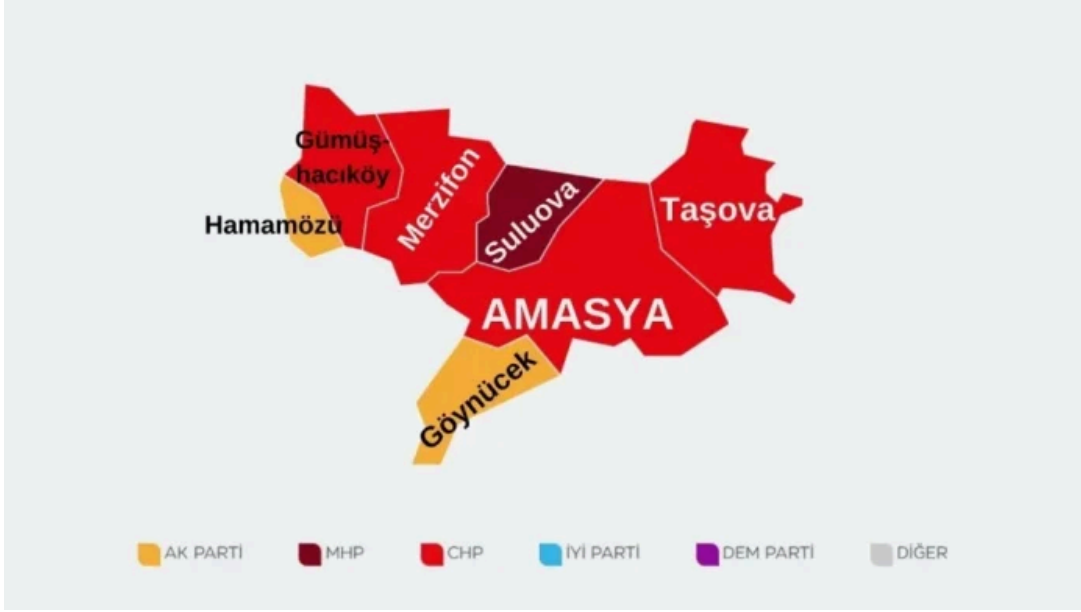 Gümüş-
hacıköy
Merzifon
Hamamözü
Suluova
Taşova
AMASYA
Göynücek
AK PARTİ
MHP
CHP
İYİ PARTİ
DEM PARTİ
DİĞER